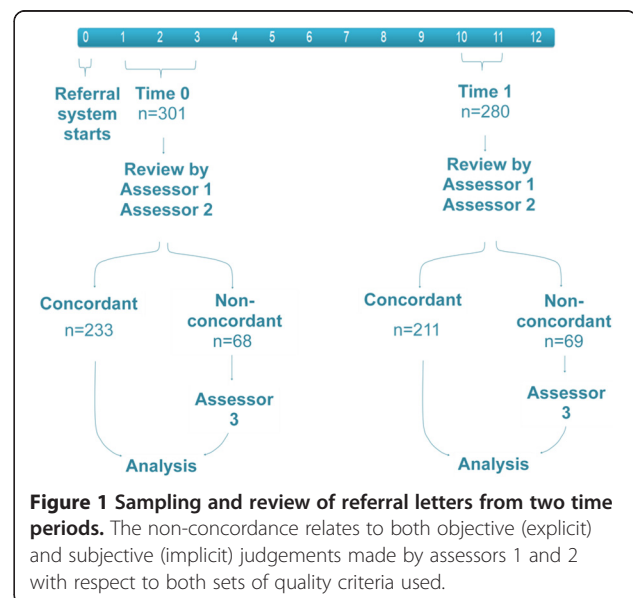 0 1 2 3 4 5 6 7 8 9 10 11 12
Referral
system
starts
Time 0
n=301
Time 1
n=280
Review by
Assessor 1
Assessor 2
Review by
Assessor 1
Assessor 2
Concordant
n=233
Non-
concordant
n=68
Concordant
n=211
Non-
concordant
n=69
Assessor
3
Assessor
3
Analysis
Analysis
Figure 1 Sampling and review of referral letters from two time
periods. The non-concordance relates to both objective (explicit)
and subjective (implicit) judgements made by assessors 1 and 2
with respect to both sets of quality criteria used.